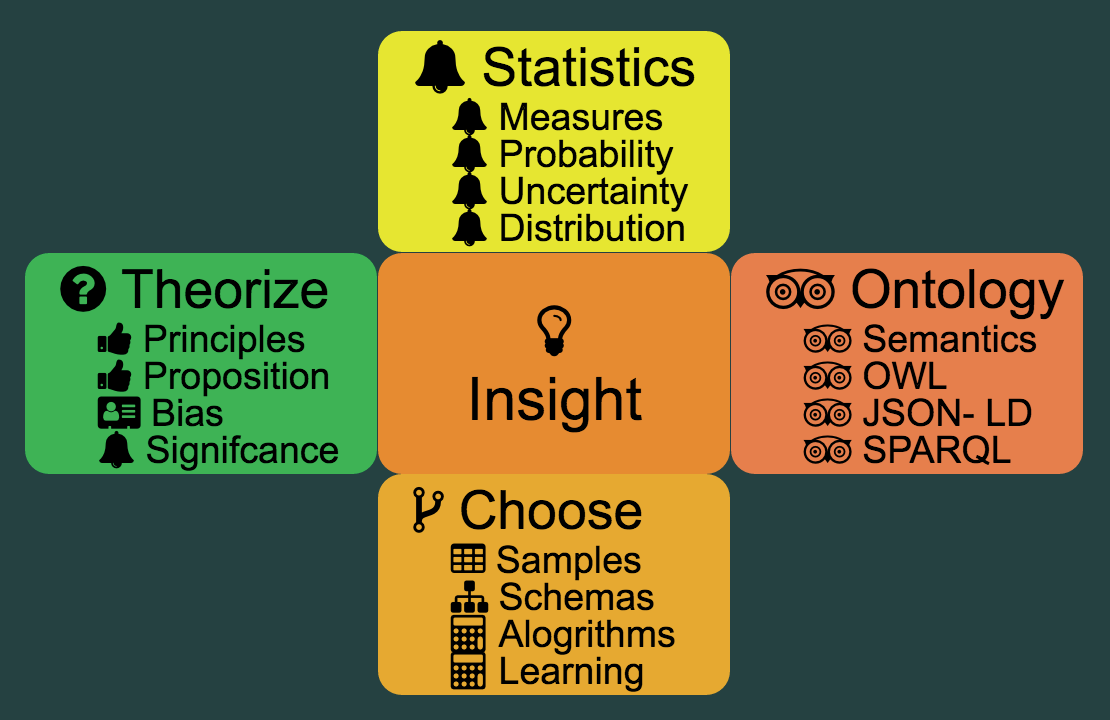 Statistics
Measures
Probability
Uncertainty
Distribution
Theorize
Principles
Proposition
Bias
Signifcance
Insight
Ontology
Semantics
OWL
JSON- LD
SPARQL
Choose
Samples
Schemas
Alogrithms
Learning